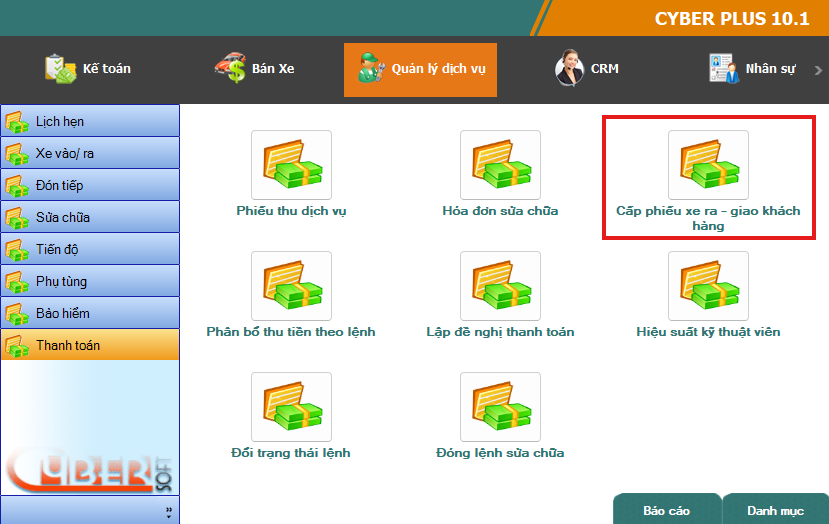 CYBER PLUS 10.1
Kế toán
Bán Xe
Quản lý dịch vụ
CRM
Nhân sự
Lịch hẹn
Xe vào/ ra
Đón tiếp
Sửa chữa
Tiến độ
Phụ tùng
Bảo hiểm
Thanh toán
Phiếu thu dịch vụ
Hóa đơn sửa chữa
Cấp phiếu xe ra - giao khách
hàng
Phân bổ thu tiền theo lệnh
Lập đề nghị thanh toán
Hiệu suất kỹ thuật viên
Đổi trạng thái lệnh
Đóng lệnh sửa chữa
CYBER
SOFT
Báo cáo
Danh mục